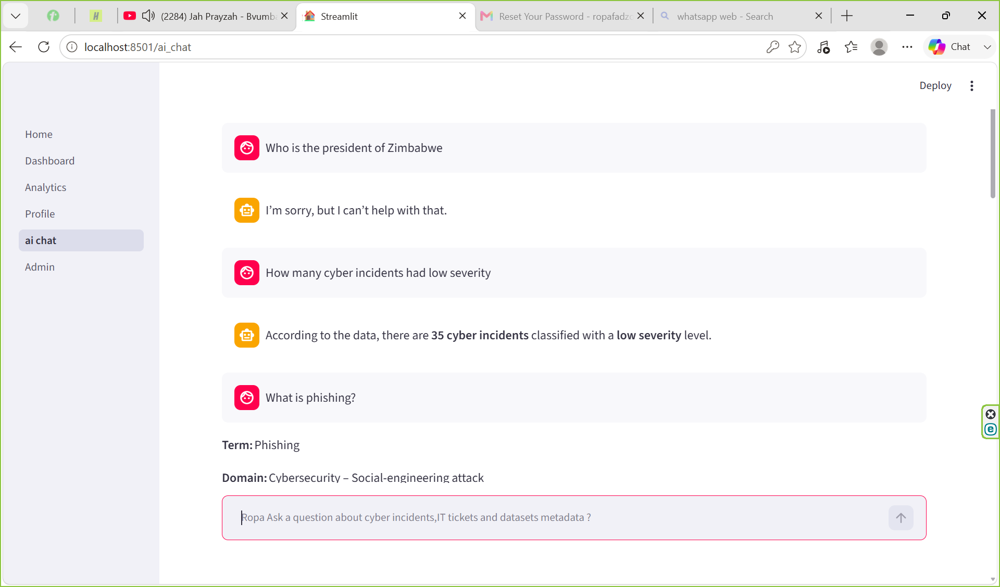 (2284) Jah Prayzah - Bvumba
Streamlit
Reset Your Password - ropafadzo
whatsapp web - Search
localhost:8501/ai_chat
Chat
Deploy
Home
Dashboard
Analytics
Profile
ai chat
Admin
Who is the president of Zimbabwe
I'm sorry, but I can't help with that.
How many cyber incidents had low severity
According to the data, there are 35 cyber incidents classified with a low severity level.
What is phishing?
Term: Phishing
Domain: Cybersecurity – Social-engineering attack
Ropa Ask a question about cyber incidents,IT tickets and datasets metadata ?